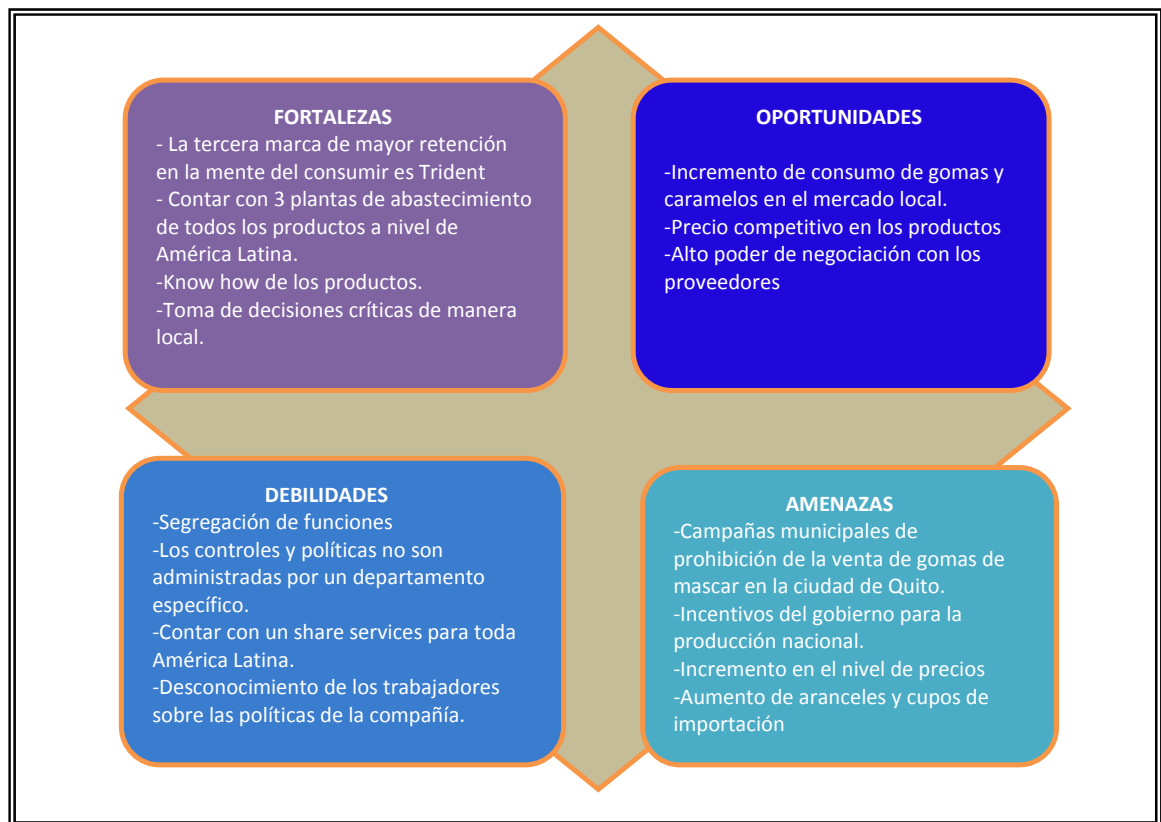 FORTALEZAS
- La tercera marca de mayor retención
en la mente del consumir es Trident
- Contar con 3 plantas de abastecimiento
de todos los productos a nivel de
América Latina.
-Know how de los productos.
-Toma de decisiones críticas de manera
local.
OPORTUNIDADES
-Incremento de consumo de gomas y
caramelos en el mercado local.
-Precio competitivo en los productos
-Alto poder de negociación con los
proveedores
DEBILIDADES
-Segregación de funciones
-Los controles y políticas no son
administradas por un departamento
específico.
-Contar con un share services para toda
América Latina.
-Desconocimiento de los trabajadores
sobre las políticas de la compañía.
AMENAZAS
-Campañas municipales de
prohibición de la venta de gomas de
mascar en la ciudad de Quito.
-Incentivos del gobierno para la
producción nacional.
-Incremento en el nivel de precios
-Aumento de aranceles y cupos de
importación